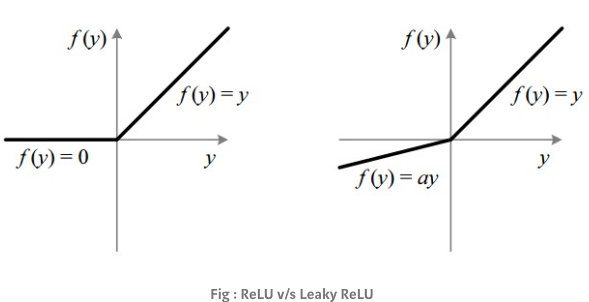 f(y)
f(y) = y
f(y) = 0
y
f(y)
f(y) = y
f(y) = ay
y
Fig : ReLU v/s Leaky ReLU